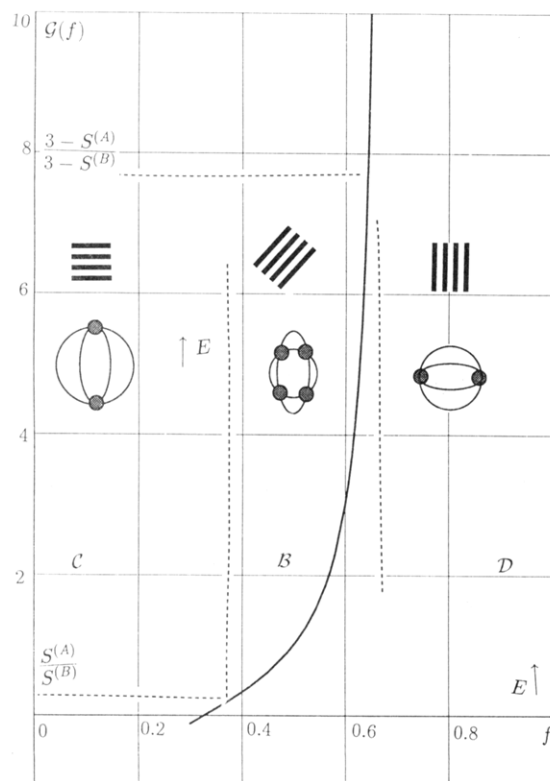 10
𝒢(f)
8
3 − S^(A)
3 − S^(B)
6
↑ E
4
𝒞
ℬ
𝒟
2
S^(A)
S^(B)
E ↑
0
0.2
0.4
0.6
0.8
f